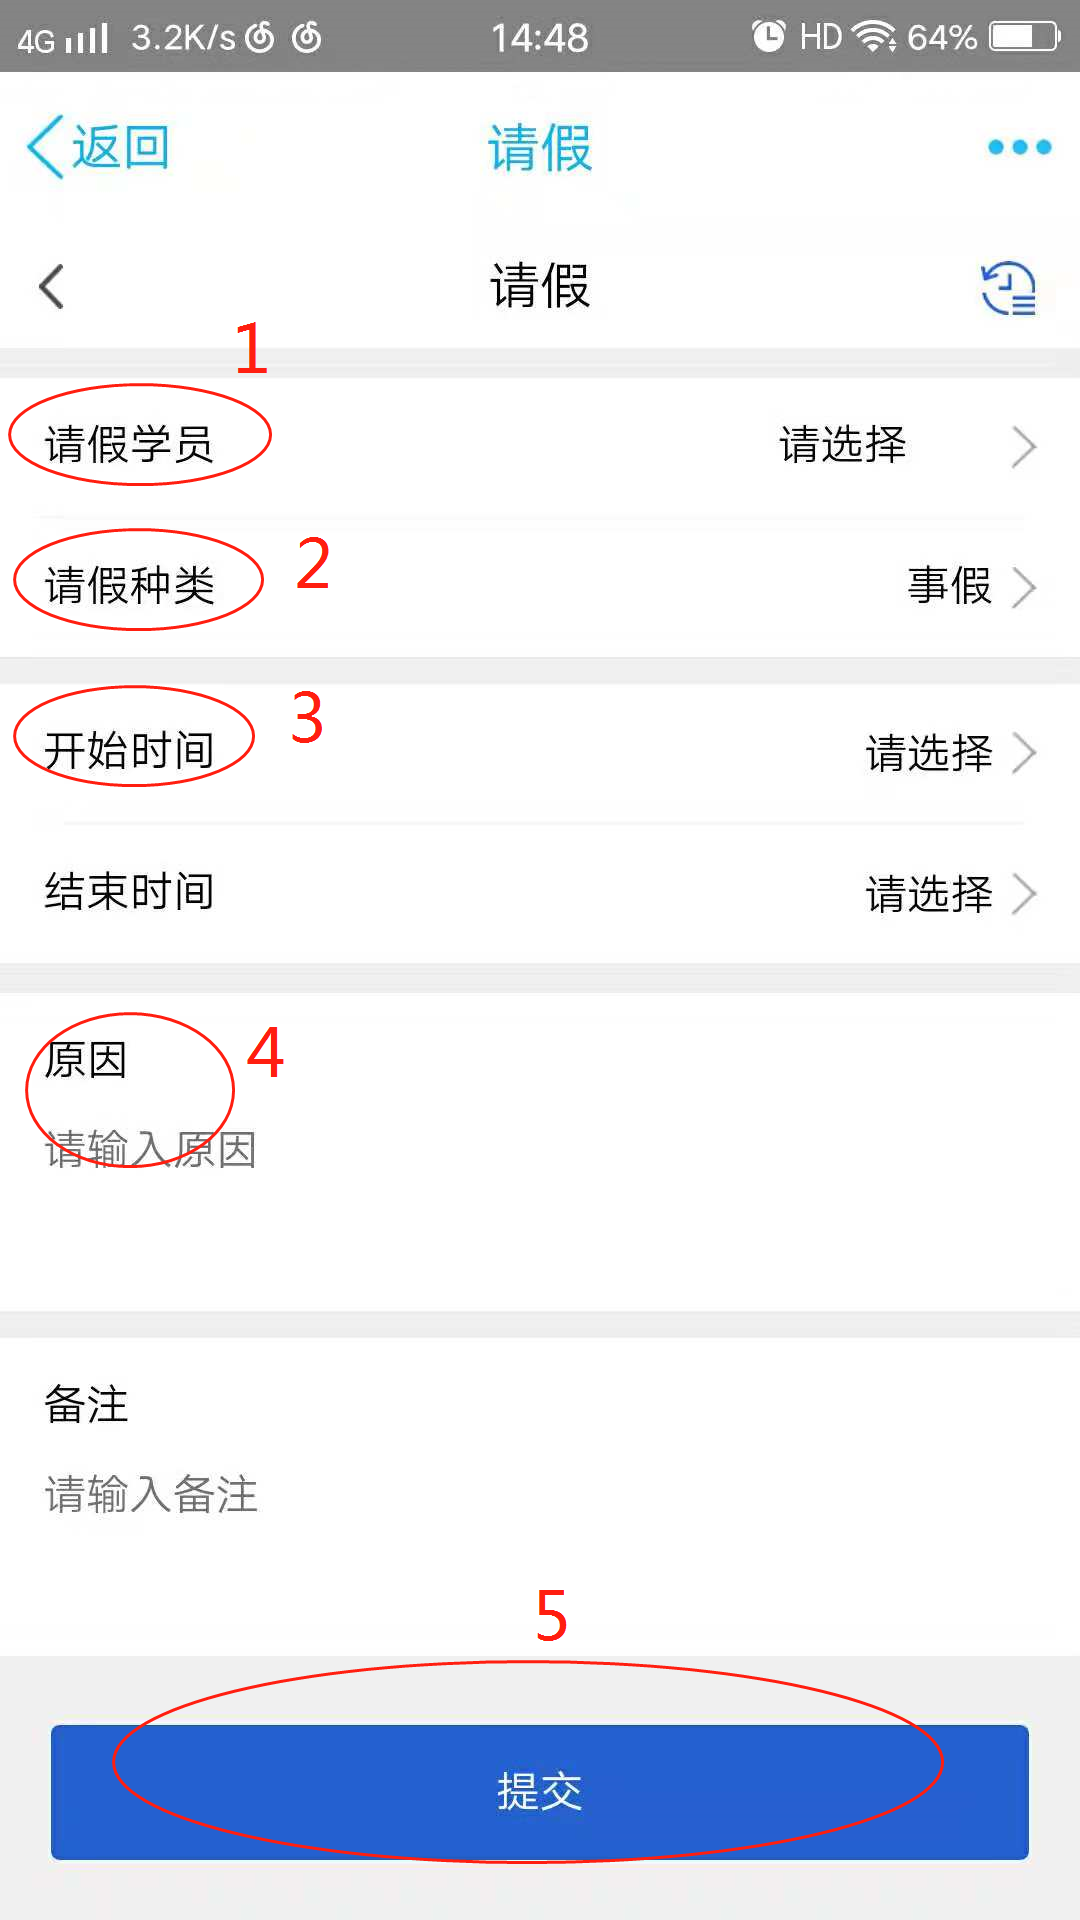 4G 3.2K/s 14:48 HD 64%
返回 请假 •••
请假
1
请假学员 请选择
请假种类 2 事假
3
开始时间 请选择
结束时间 请选择
原因 4
请输入原因
备注
请输入备注
5
提交